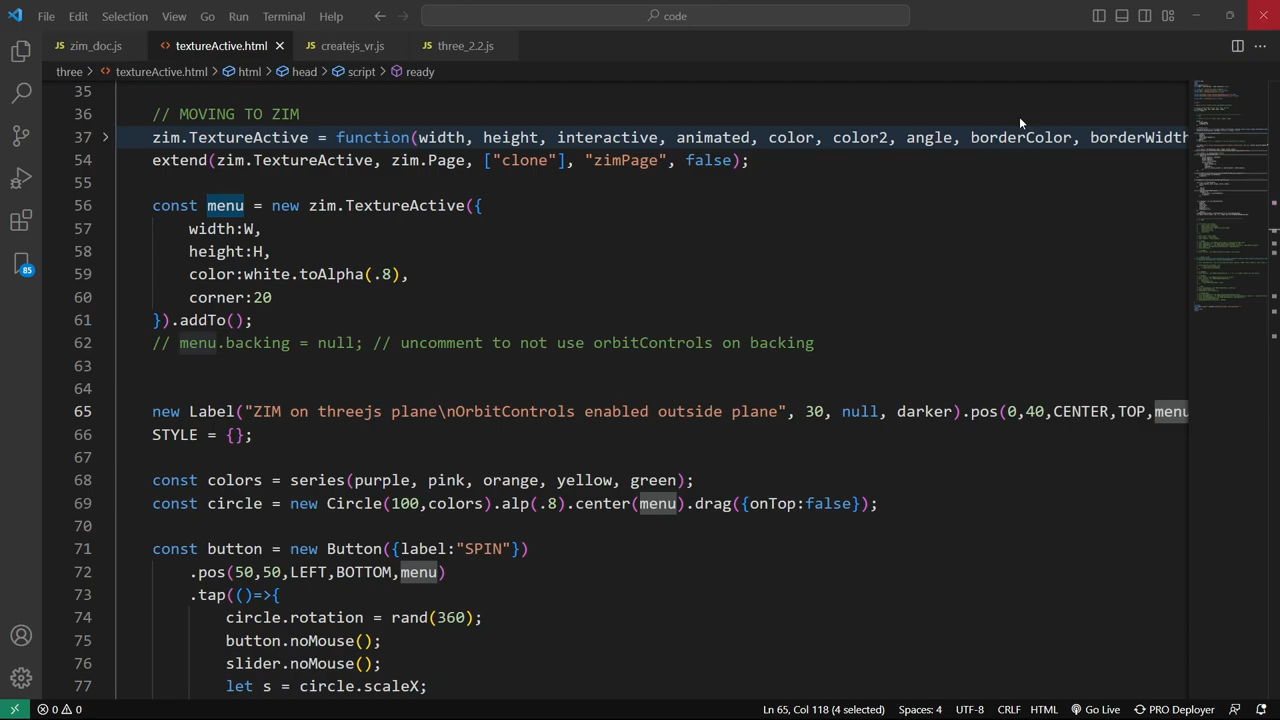 File Edit Selection View Go Run Terminal Help
code
zim_doc.js
textureActive.html
createjs_vr.js
three_2.2.js
three > textureActive.html > html > head > script > ready
35
36 // MOVING TO ZIM
37 zim.TextureActive = function(width, height, interactive, animated, color, color2, angle, borderColor, borderWidth
54 extend(zim.TextureActive, zim.Page, ["clone"], "zimPage", false);
55
56 const menu = new zim.TextureActive({
57 width:W,
58 height:H,
59 color:white.toAlpha(.8),
60 corner:20
61 }).addTo();
62 // menu.backing = null; // uncomment to not use orbitControls on backing
63
64
65 new Label("ZIM on threejs plane\nOrbitControls enabled outside plane", 30, null, darker).pos(0,40,CENTER,TOP,menu
66 STYLE = {};
67
68 const colors = series(purple, pink, orange, yellow, green);
69 const circle = new Circle(100,colors).alp(.8).center(menu).drag({onTop:false});
70
71 const button = new Button({label:"SPIN"})
72 .pos(50,50,LEFT,BOTTOM,menu)
73 .tap(()=>{
74 circle.rotation = rand(360);
75 button.noMouse();
76 slider.noMouse();
77 let s = circle.scaleX;
85
0 0
Ln 65, Col 118 (4 selected) Spaces: 4 UTF-8 CRLF HTML Go Live PRO Deployer